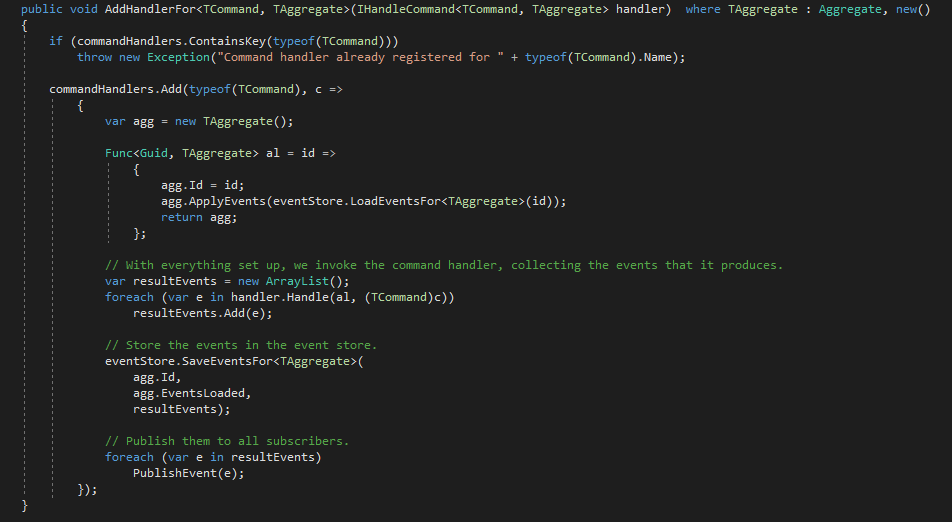 public void AddHandlerFor<TCommand, TAggregate>(IHandleCommand<TCommand, TAggregate> handler)  where TAggregate : Aggregate, new()
{
    if (commandHandlers.ContainsKey(typeof(TCommand)))
        throw new Exception("Command handler already registered for " + typeof(TCommand).Name);

    commandHandlers.Add(typeof(TCommand), c =>
        {
            var agg = new TAggregate();

            Func<Guid, TAggregate> al = id =>
                {
                    agg.Id = id;
                    agg.ApplyEvents(eventStore.LoadEventsFor<TAggregate>(id));
                    return agg;
                };

            // With everything set up, we invoke the command handler, collecting the events that it produces.
            var resultEvents = new ArrayList();
            foreach (var e in handler.Handle(al, (TCommand)c))
                resultEvents.Add(e);

            // Store the events in the event store.
            eventStore.SaveEventsFor<TAggregate>(
                agg.Id,
                agg.EventsLoaded,
                resultEvents);

            // Publish them to all subscribers.
            foreach (var e in resultEvents)
                PublishEvent(e);
        });
}